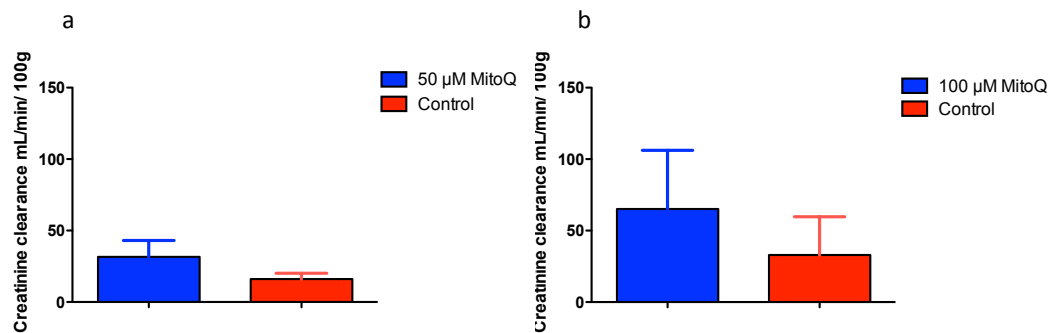 a
Creatinine clearance mL/min/ 100g
150
100
50
0
50 µM MitoQ
Control
b
Creatinine clearance mL/min/ 100g
150
100
50
0
100 µM MitoQ
Control